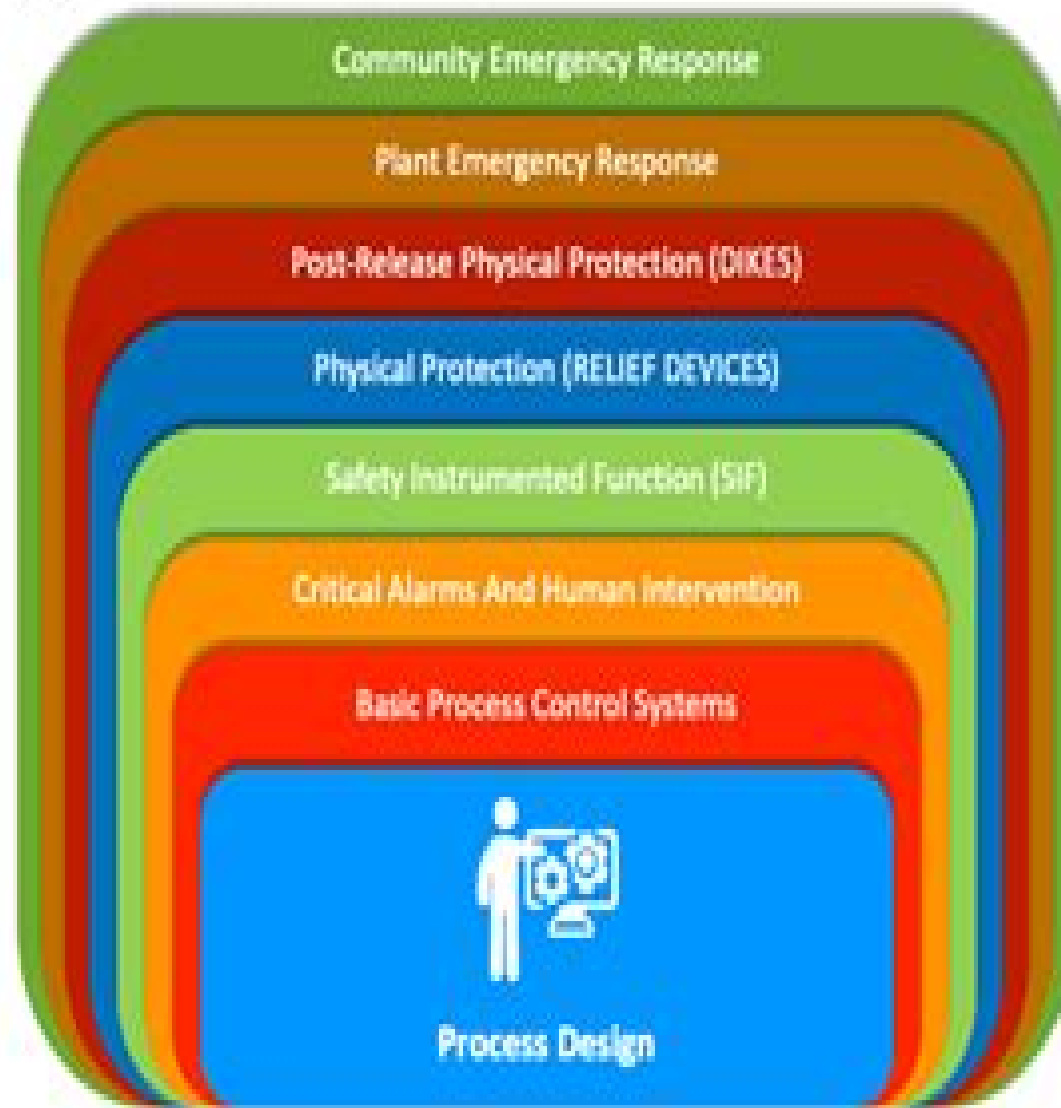 Community Emergency Response
Plant Emergency Response
Post-Release Physical Protection (DIKES)
Physical Protection (RELIEF DEVICES)
Safety Instrumented Function (SIF)
Critical Alarms And Human Intervention
Basic Process Control Systems
Process Design